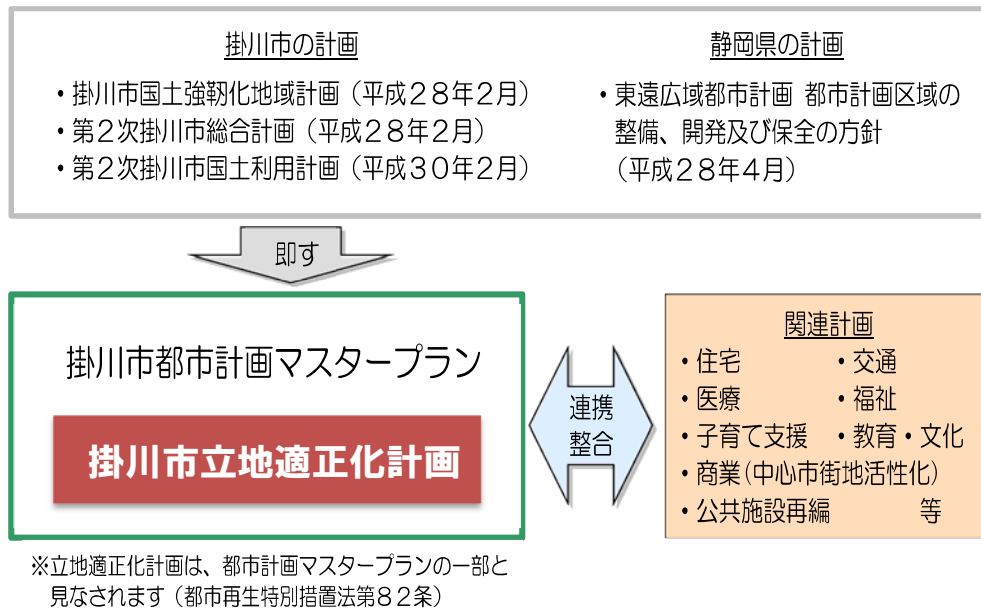 掛川市の計画
・掛川市国土強靭化地域計画（平成２８年２月）
・第２次掛川市総合計画（平成２８年２月）
・第２次掛川市国土利用計画（平成３０年２月）
静岡県の計画
・東遠広域都市計画 都市計画区域の
整備、開発及び保全の方針
（平成２８年４月）
即す
掛川市都市計画マスタープラン
掛川市立地適正化計画
連携
整合
関連計画
・住宅 ・交通
・医療 ・福祉
・子育て支援 ・教育・文化
・商業(中心市街地活性化)
・公共施設再編 等
※立地適正化計画は、都市計画マスタープランの一部と
見なされます（都市再生特別措置法第８２条）